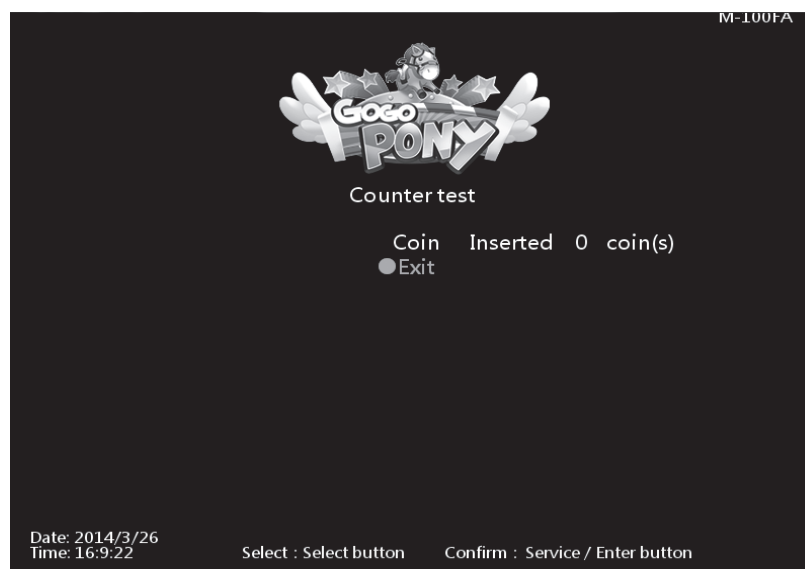 M-100FA
GOGO
PONY
Counter test
Coin Inserted 0 coin(s)
Exit
Date: 2014/3/26
Time: 16:9:22
Select : Select button Confirm : Service / Enter button